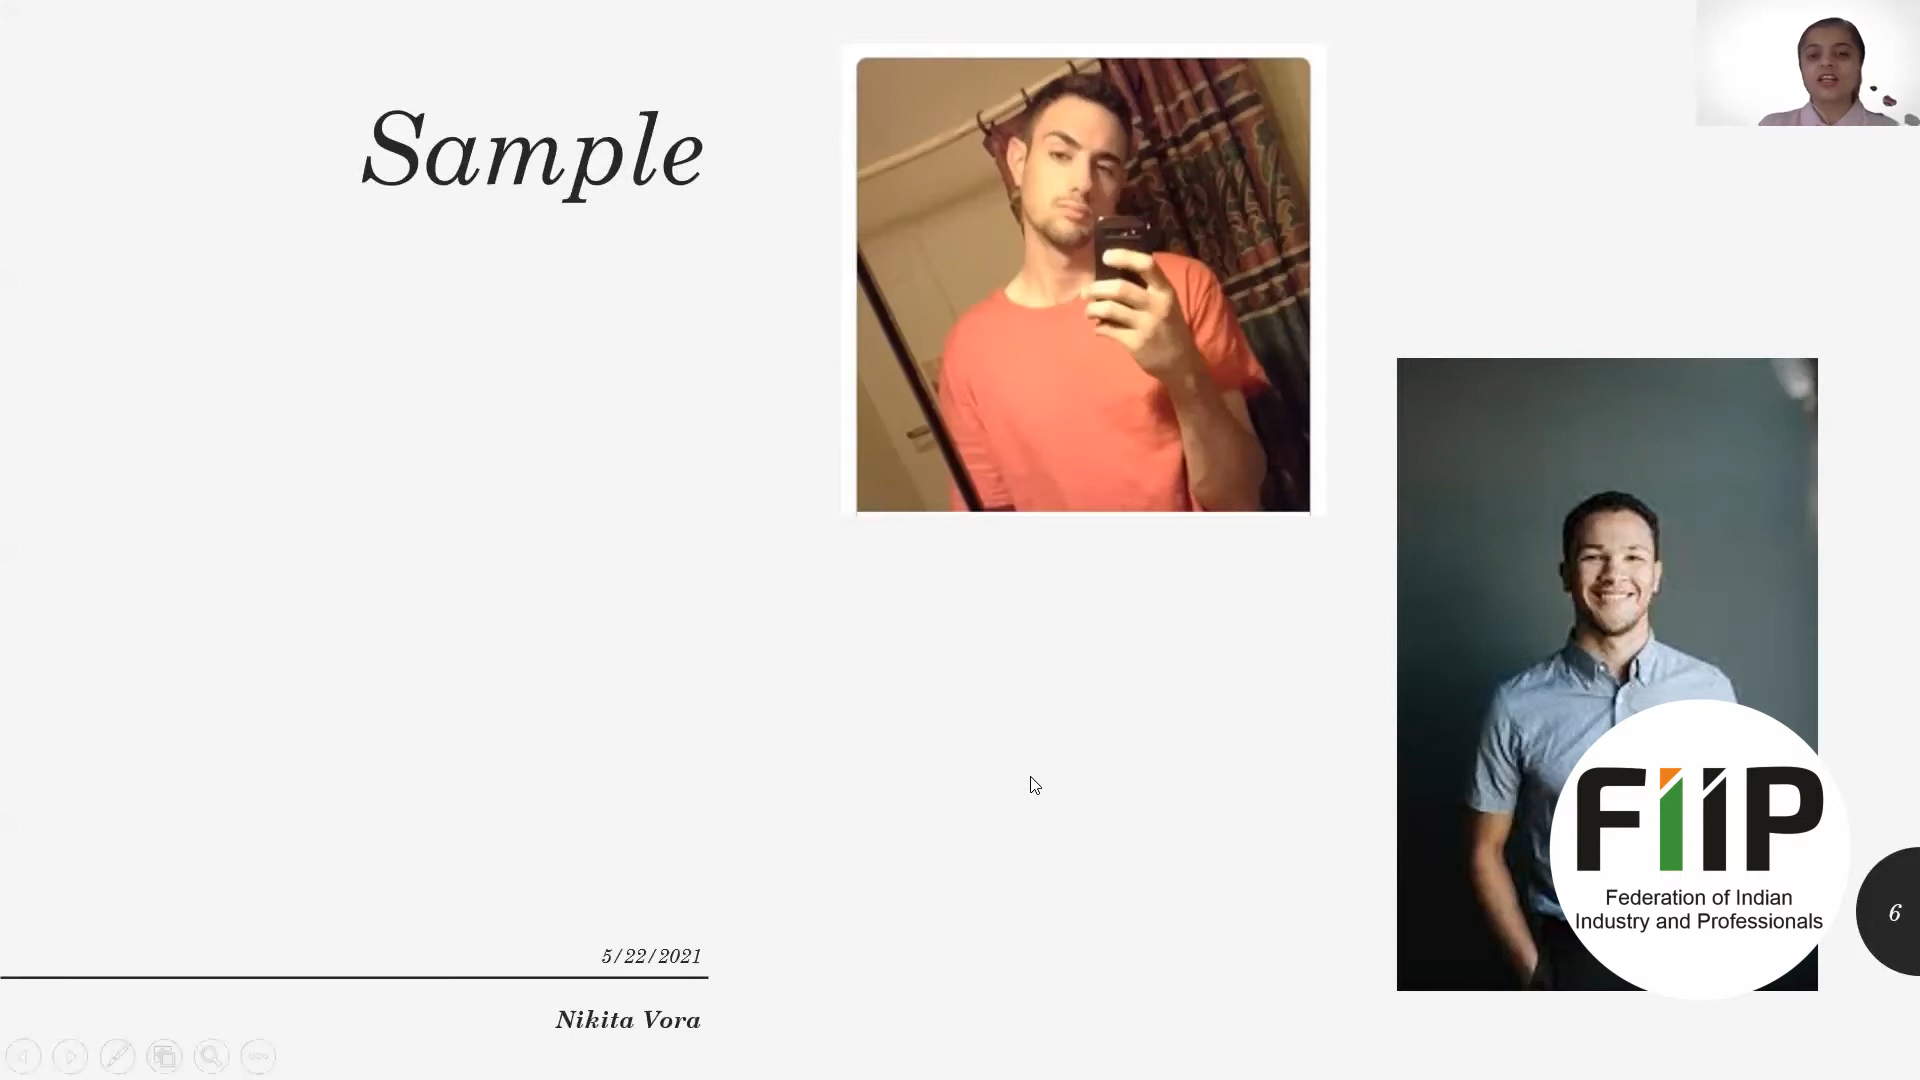 Sample
FiiP
Federation of Indian
Industry and Professionals
6
5/22/2021
Nikita Vora